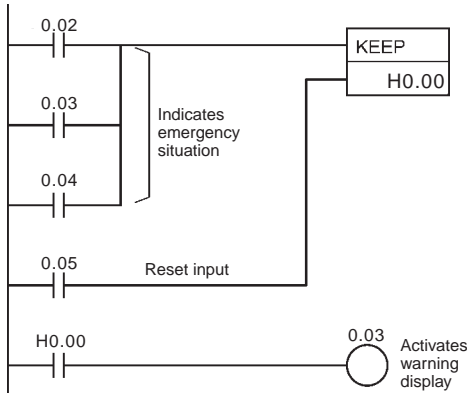 0.02
KEEP
H0.00
0.03
Indicates
emergency
situation
0.04
0.05
Reset input
H0.00
0.03
Activates
warning
display